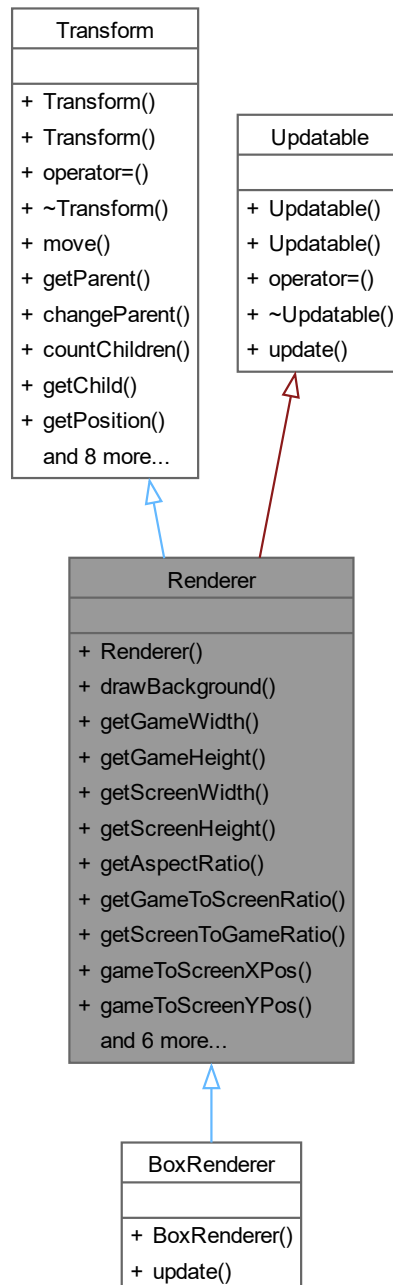 Transform
+ Transform()
+ Transform()
+ operator=()
+ ~Transform()
+ move()
+ getParent()
+ changeParent()
+ countChildren()
+ getChild()
+ getPosition()
and 8 more...
Updatable
+ Updatable()
+ Updatable()
+ operator=()
+ ~Updatable()
+ update()
Renderer
+ Renderer()
+ drawBackground()
+ getGameWidth()
+ getGameHeight()
+ getScreenWidth()
+ getScreenHeight()
+ getAspectRatio()
+ getGameToScreenRatio()
+ getScreenToGameRatio()
+ gameToScreenXPos()
+ gameToScreenYPos()
and 6 more...
BoxRenderer
+ BoxRenderer()
+ update()